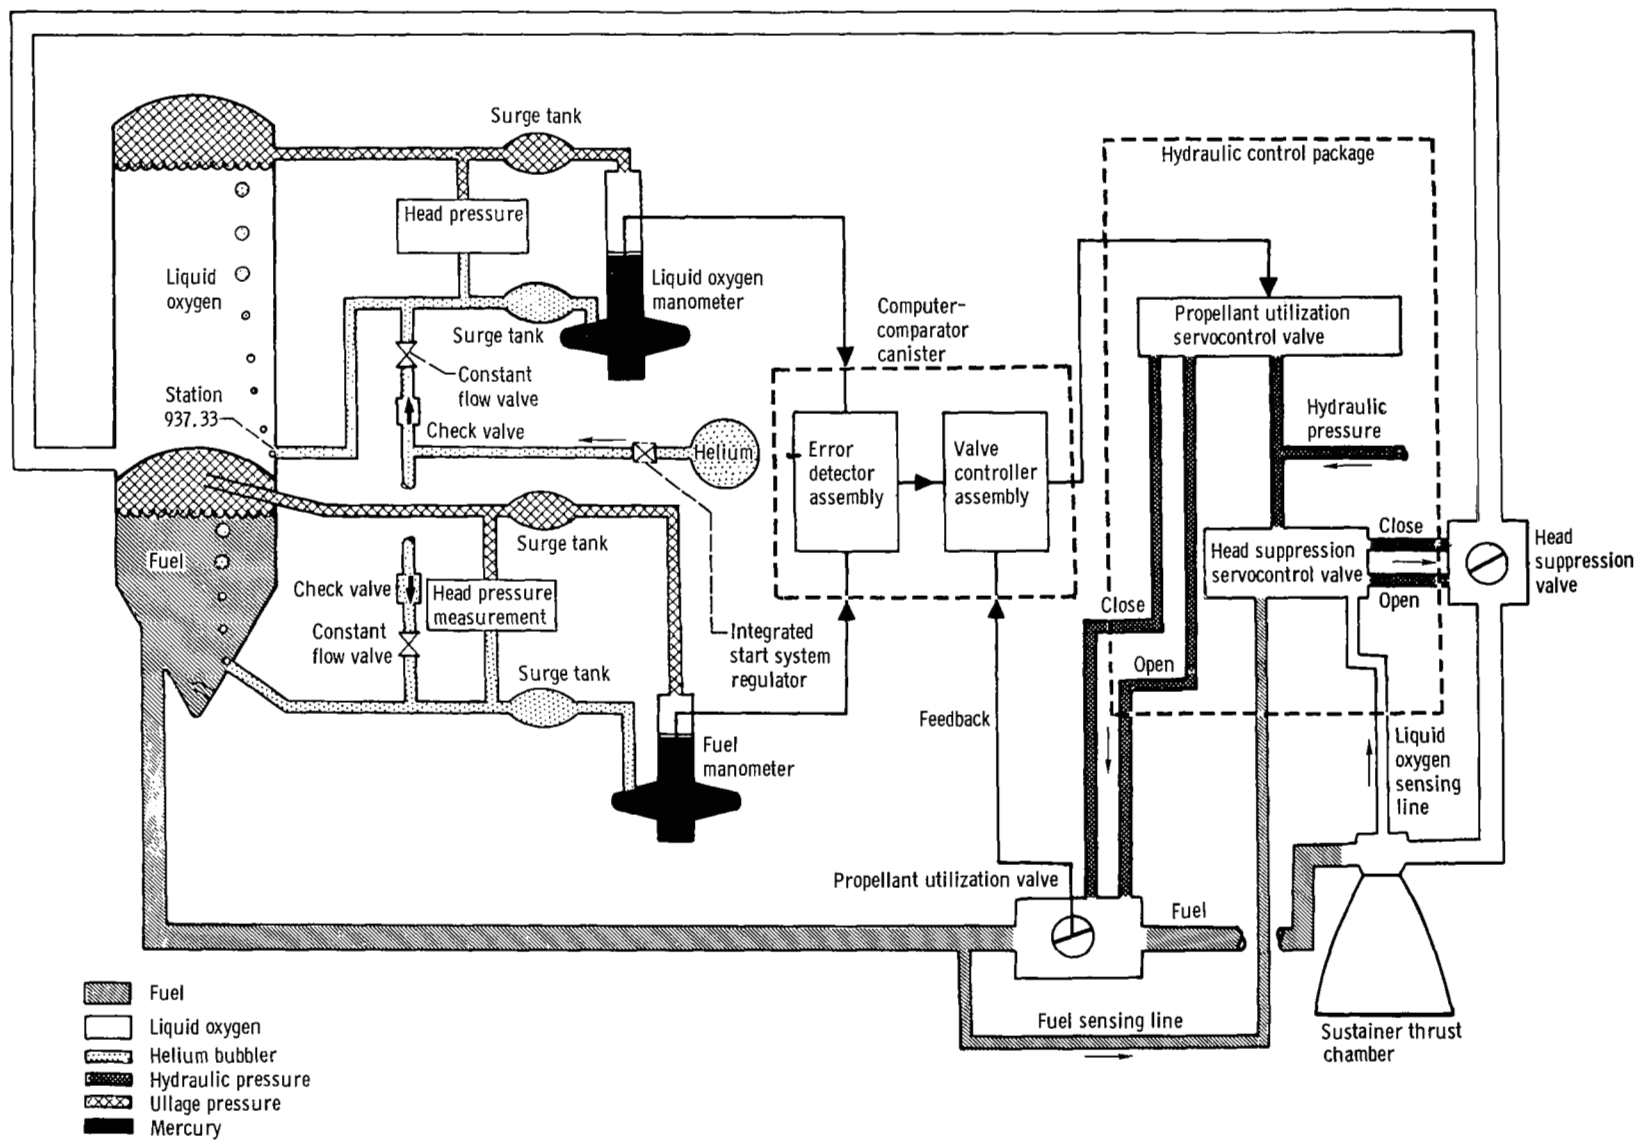 Surge tank
Hydraulic control package
Head pressure
Liquid
oxygen
Liquid oxygen
manometer
Surge tank
Computer-
comparator
canister
Propellant utilization
servocontrol valve
Constant
flow valve
Station
937.33
Check valve
Hydraulic
pressure
Helium
Error
detector
assembly
Valve
controller
assembly
Close
Head
suppression
valve
Surge tank
Fuel
Head suppression
servocontrol valve
Open
Check valve
Head pressure
measurement
Close
Constant
flow valve
Integrated
start system
regulator
Open
Surge tank
Feedback
Fuel
manometer
Liquid
oxygen
sensing
line
Propellant utilization valve
Fuel
Fuel sensing line
Sustainer thrust
chamber
Fuel
Liquid oxygen
Helium bubbler
Hydraulic pressure
Ullage pressure
Mercury